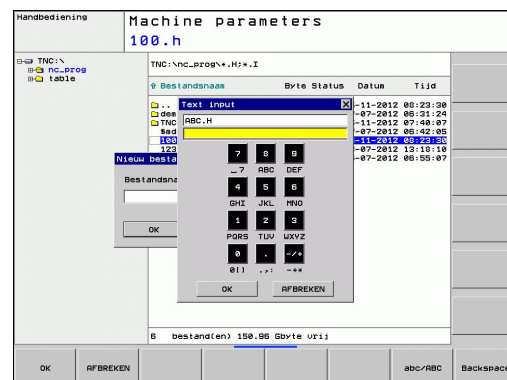 Handbediening
Machine parameters
100.h
TNC:\
nc_prog
table
TNC:\nc_prog\*.H;*.I
Bestandsnaam Byte Status Datum Tijd
..
dem
TNC
$md
100
123
-11-2012 08:23:30
-07-2012 06:31:24
-11-2012 07:40:07
-07-2012 06:42:05
-11-2012 08:23:30
-07-2012 13:18:10
-07-2012 06:55:07
Text input
ABC.H
7 8 9
_7 ABC DEF
4 5 6
GHI JKL MNO
1 2 3
PQRS TUV WXYZ
0 . -/+
0[] .,: -+*
OK AFBREKEN
Nieuw besta
Bestandsna
OK
6 bestand(en) 150.96 Gbyte vrij
OK AFBREKEN abc/ABC Backspace